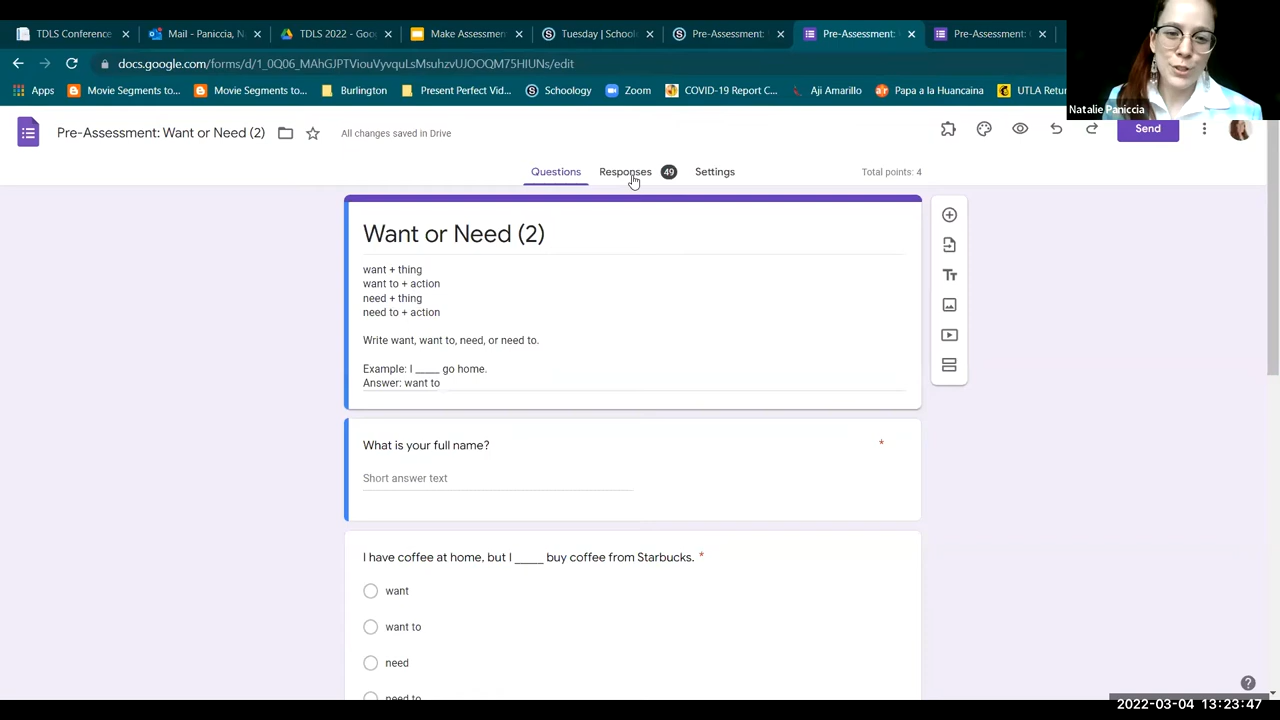 TDLS Conference
Mail - Paniccia, N
TDLS 2022 - Goo
Make Assessmen
Tuesday | School
Pre-Assessment:
Pre-Assessment:
Pre-Assessment:
docs.google.com/forms/d/1_0Q06_MAhGJPTViouVyvquLsMsuhzvUJOOQM75HIUNs/edit
Apps
Movie Segments to...
Movie Segments to...
Burlington
Present Perfect Vid...
Schoology
Zoom
COVID-19 Report C...
Aji Amarillo
Papa a la Huancaina
UTLA Retur
Natalie Paniccia
Pre-Assessment: Want or Need (2)
All changes saved in Drive
Send
Questions
Responses
49
Settings
Total points: 4
Want or Need (2)
want + thing
want to + action
need + thing
need to + action
Write want, want to, need, or need to.
Example: I _____ go home.
Answer: want to
What is your full name?
*
Short answer text
I have coffee at home, but I _____ buy coffee from Starbucks. *
want
want to
need
need to
2022-03-04 13:23:47